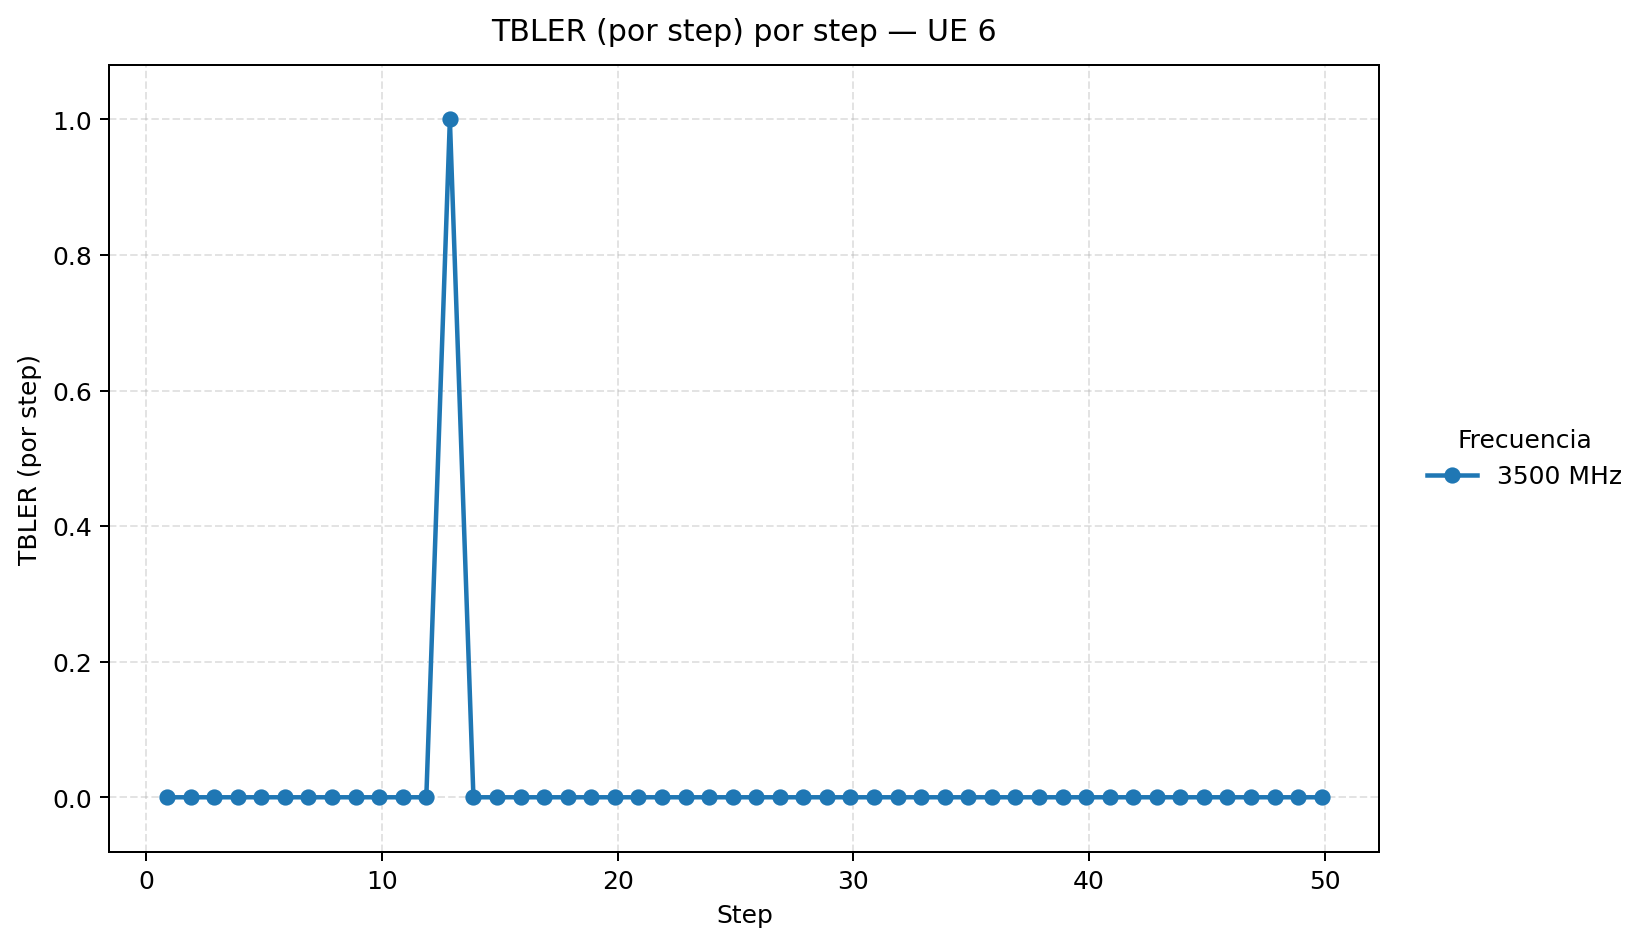 TBLER (por step) por step — UE 6
TBLER (por step)
1.0
0.8
0.6
0.4
0.2
0.0
0 10 20 30 40 50
Step
Frecuencia
3500 MHz